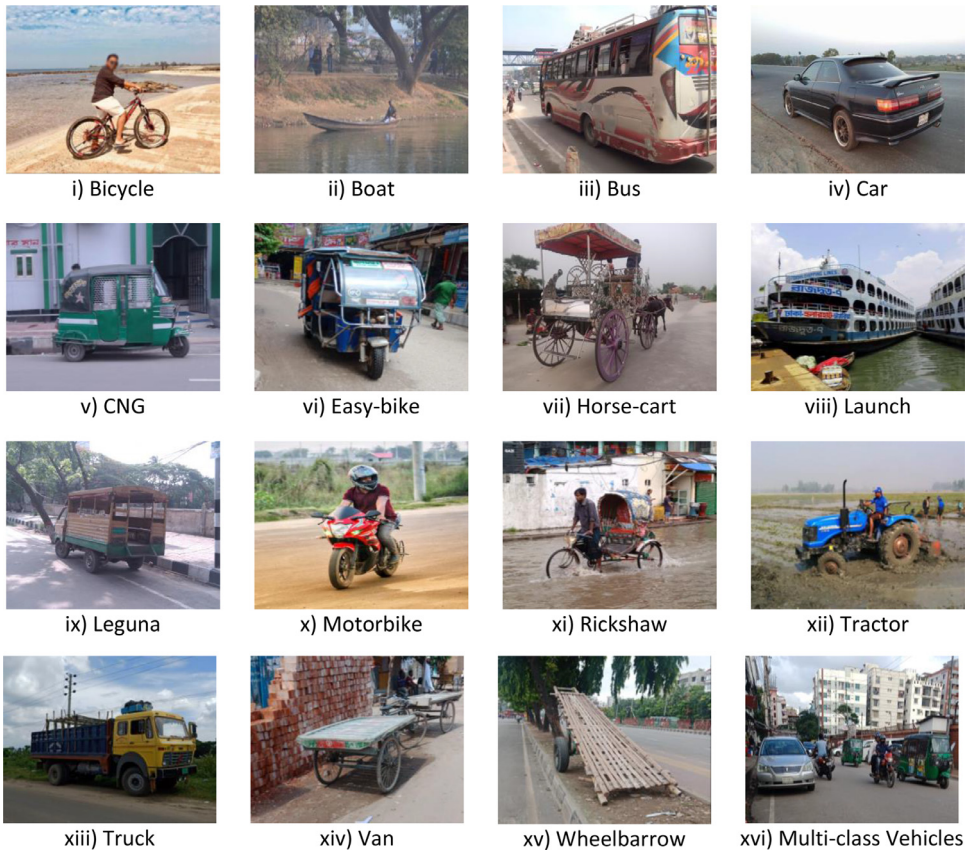 i) Bicycle
ii) Boat
iii) Bus
iv) Car
v) CNG
vi) Easy-bike
vii) Horse-cart
viii) Launch
ix) Leguna
x) Motorbike
xi) Rickshaw
xii) Tractor
xiii) Truck
xiv) Van
xv) Wheelbarrow
xvi) Multi-class Vehicles